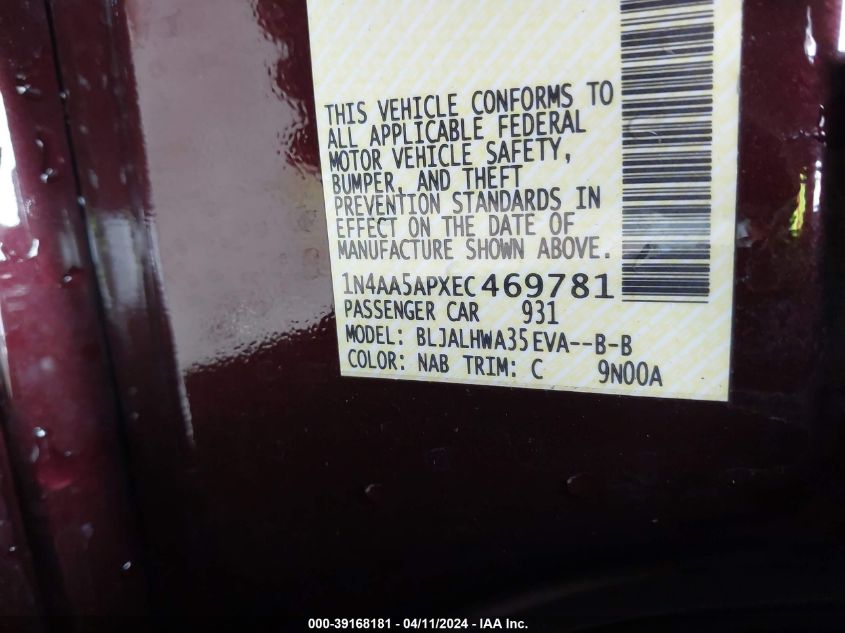 THIS VEHICLE CONFORMS TO
ALL APPLICABLE FEDERAL
MOTOR VEHICLE SAFETY,
BUMPER, AND THEFT
PREVENTION STANDARDS IN
EFFECT ON THE DATE OF
MANUFACTURE SHOWN ABOVE.
1N4AA5APXEC469781
PASSENGER CAR 931
MODEL: BLJALHWA35EVA--B-B
COLOR: NAB TRIM: C 9N00A
000-39168181 - 04/11/2024 - IAA Inc.